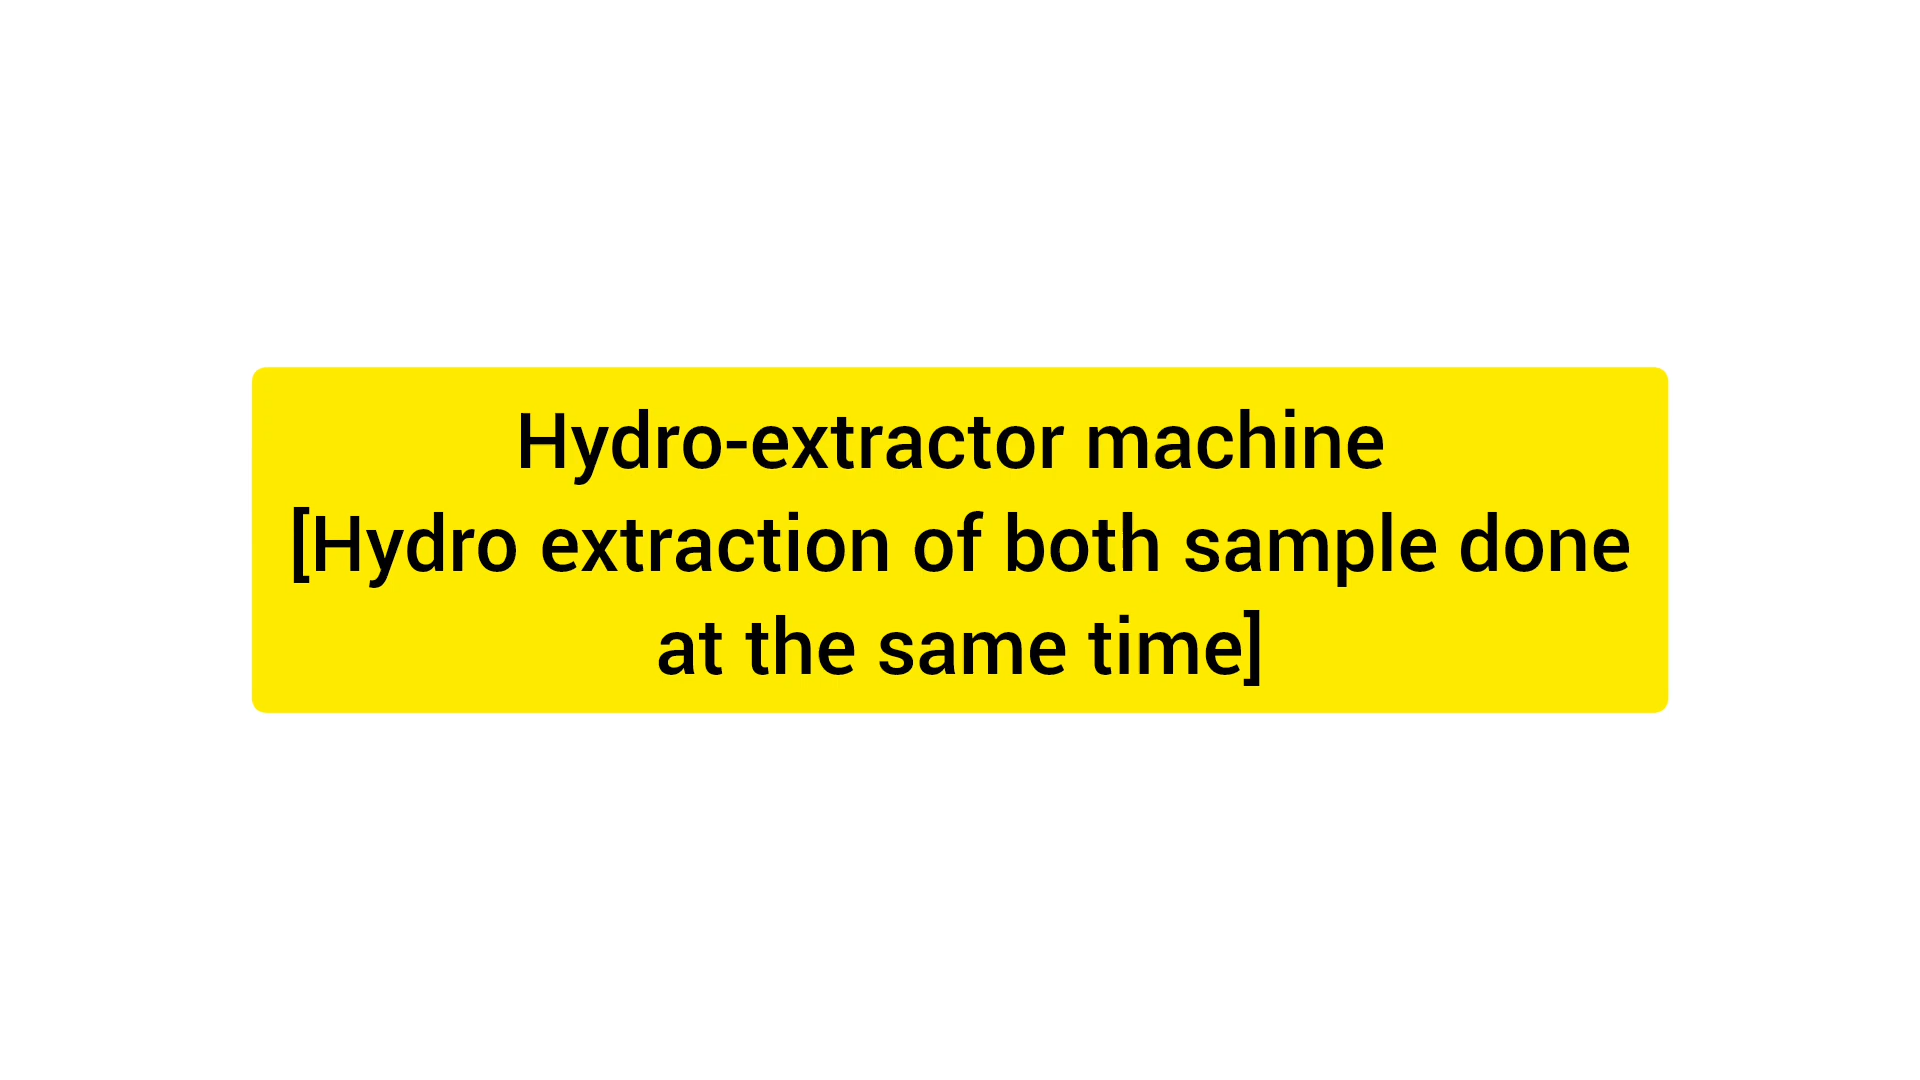 Hydro-extractor machine
[Hydro extraction of both sample done
at the same time]